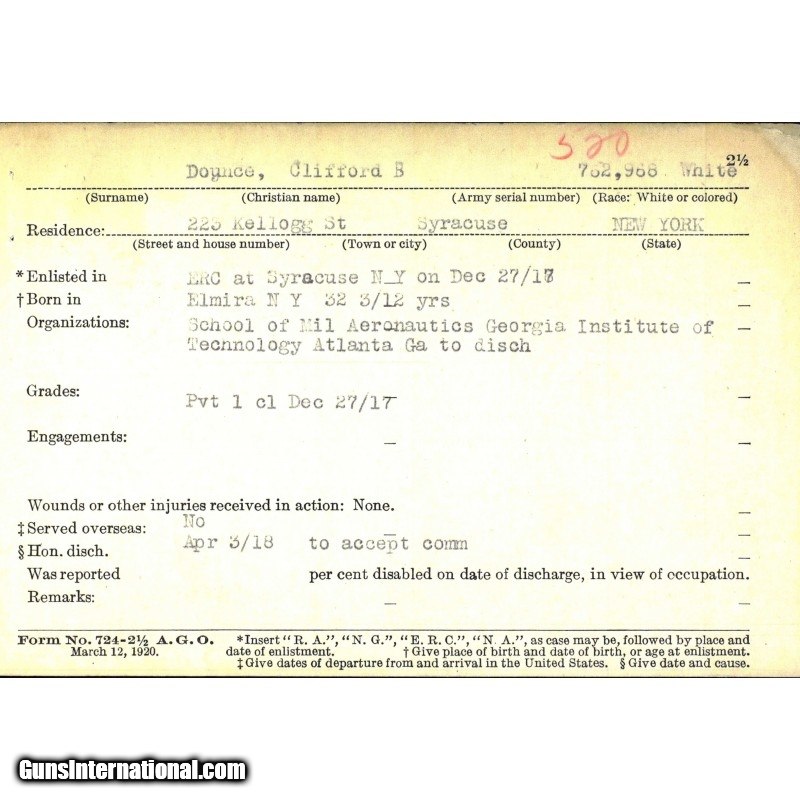 520
2½
Dounce, Clifford B 762,968 White
(Surname) (Christian name) (Army serial number) (Race: White or colored)
Residence: 223 Kellogg St Syracuse NEW YORK
(Street and house number) (Town or city) (County) (State)
*Enlisted in ERC at Syracuse N Y on Dec 27/17
†Born in Elmira N Y 32 3/12 yrs
Organizations: School of Mil Aeronautics Georgia Institute of
Technology Atlanta Ga to disch
Grades: Pvt 1 cl Dec 27/17
Engagements:
Wounds or other injuries received in action: None.
‡Served overseas: No
§Hon. disch. Apr 3/18 to accept comm
Was reported per cent disabled on date of discharge, in view of occupation.
Remarks:
Form No. 724-2½ A.G.O. *Insert "R. A.", "N. G.", "E. R. C.", "N. A.", as case may be, followed by place and
March 12, 1920. date of enlistment. †Give place of birth and date of birth, or age at enlistment.
‡Give dates of departure from and arrival in the United States. §Give date and cause.
GunsInternational.com